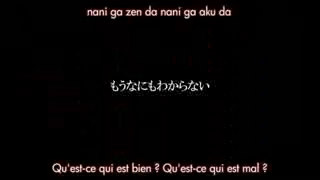 nani ga zen da nani ga aku da
もうなにもわからない
Qu'est-ce qui est bien ? Qu'est-ce qui est mal ?